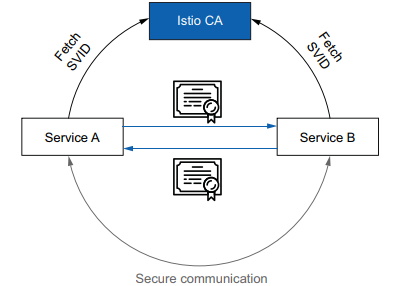 Istio CA
Fetch
SVID
Fetch
SVID
Service A
Service B
Secure communication